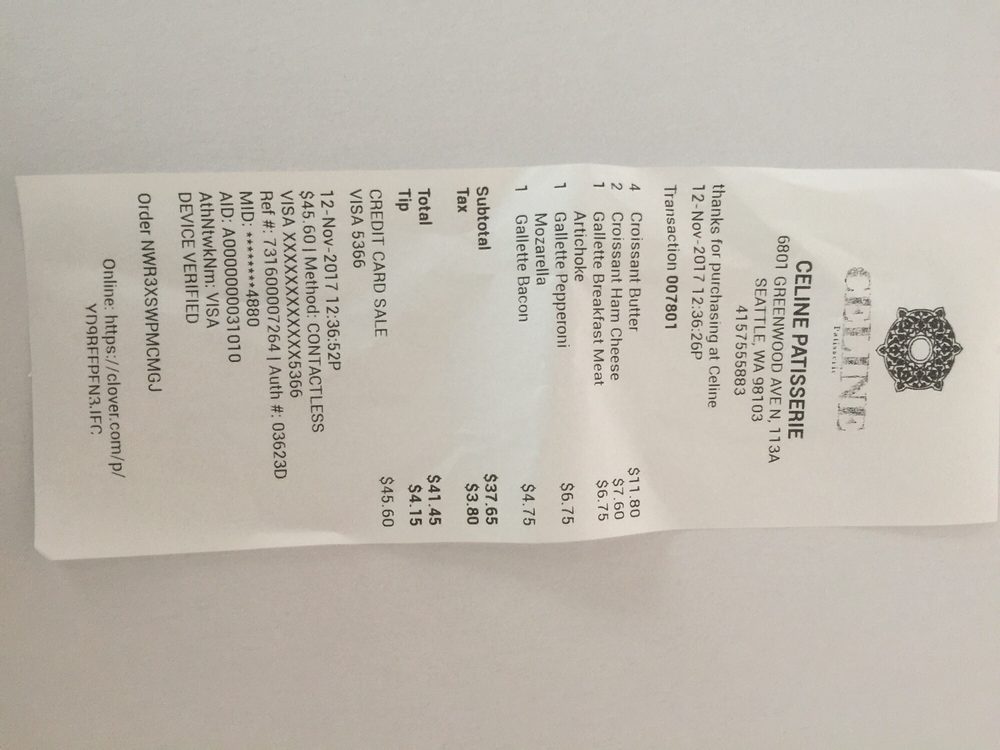 CELINE
Patisserie
CELINE PATISSERIE
6801 GREENWOOD AVE N, 113A
SEATTLE, WA 98103
4157555883
thanks for purchasing at Celine
12-Nov-2017 12:36:26P
Transaction 007801
4 Croissant Butter $11.80
2 Croissant Ham Cheese $7.60
1 Gallette Breakfast Meat $6.75
Artichoke
1 Gallette Pepperoni $6.75
Mozarella
1 Gallette Bacon $4.75
Subtotal $37.65
Tax $3.80
Total $41.45
Tip $4.15
CREDIT CARD SALE $45.60
VISA 5366
12-Nov-2017 12:36:52P
$45.60 | Method: CONTACTLESS
VISA XXXXXXXXXXXX5366
Ref #: 731600007264 | Auth #: 03623D
MID: ********4880
AID: A0000000031010
AthNtwkNm: VISA
DEVICE VERIFIED
Order NWR3XSWPMCMGJ
Online: https://clover.com/p/
YD9BFFPFN3JFC